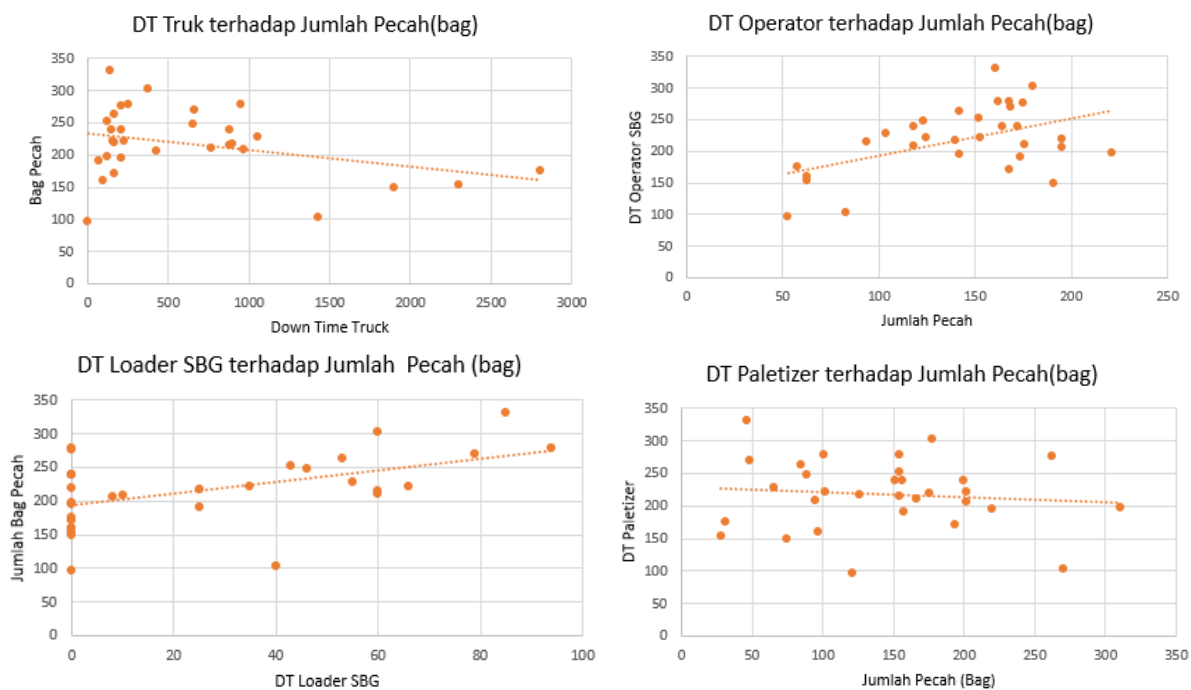 DT Truk terhadap Jumlah Pecah(bag)
350
300
250
200
150
100
50
0
Bag Pecah
0 500 1000 1500 2000 2500 3000
Down Time Truck
DT Operator terhadap Jumlah Pecah(bag)
350
300
250
200
150
100
50
0
DT Operator SBG
0 50 100 150 200 250
Jumlah Pecah
DT Loader SBG terhadap Jumlah  Pecah (bag)
350
300
250
200
150
100
50
0
Jumlah Bag Pecah
0 20 40 60 80 100
DT Loader SBG
DT Paletizer terhadap Jumlah Pecah(bag)
350
300
250
200
150
100
50
0
DT Paletizer
0 50 100 150 200 250 300 350
Jumlah Pecah (Bag)